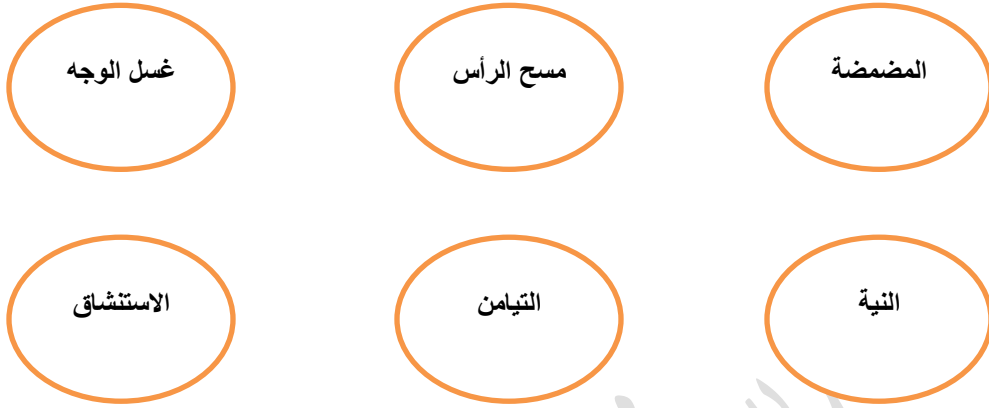 المضمضة
مسح الرأس
غسل الوجه
النية
التيامن
الاستنشاق